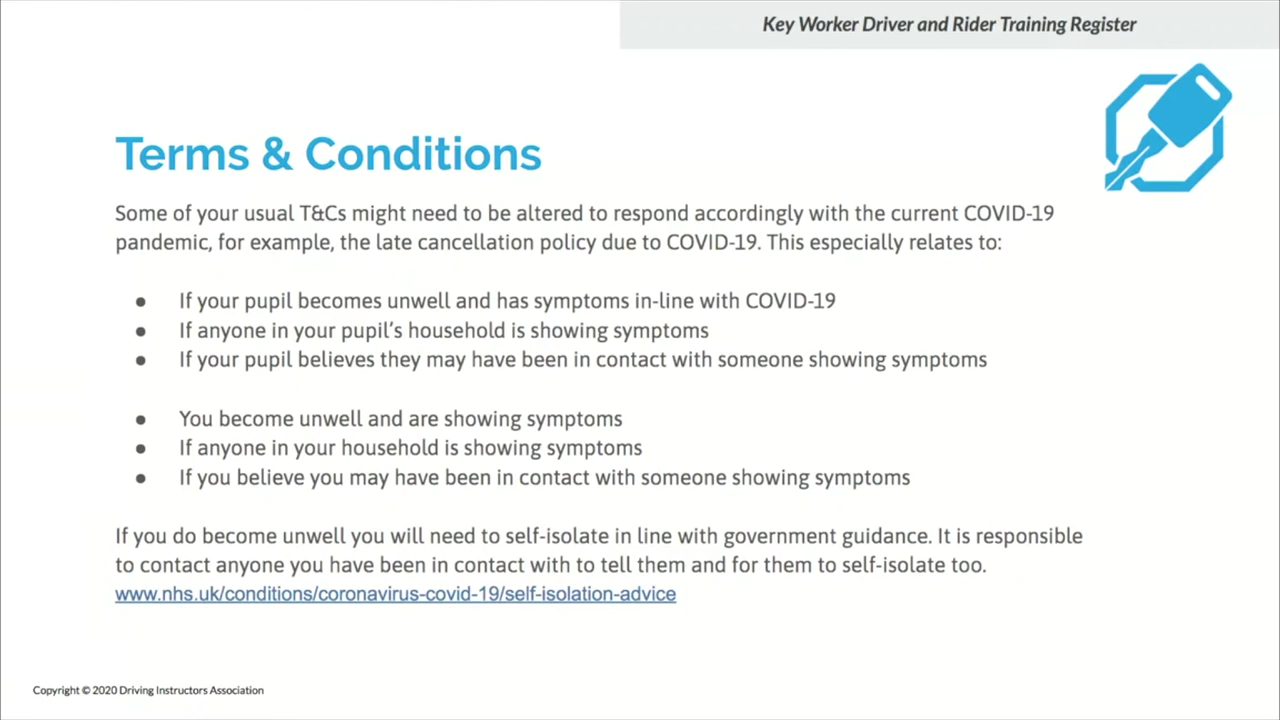 Key Worker Driver and Rider Training Register
Terms & Conditions
Some of your usual T&Cs might need to be altered to respond accordingly with the current COVID-19
pandemic, for example, the late cancellation policy due to COVID-19. This especially relates to:
● If your pupil becomes unwell and has symptoms in-line with COVID-19
● If anyone in your pupil's household is showing symptoms
● If your pupil believes they may have been in contact with someone showing symptoms
● You become unwell and are showing symptoms
● If anyone in your household is showing symptoms
● If you believe you may have been in contact with someone showing symptoms
If you do become unwell you will need to self-isolate in line with government guidance. It is responsible
to contact anyone you have been in contact with to tell them and for them to self-isolate too.
www.nhs.uk/conditions/coronavirus-covid-19/self-isolation-advice
Copyright © 2020 Driving Instructors Association